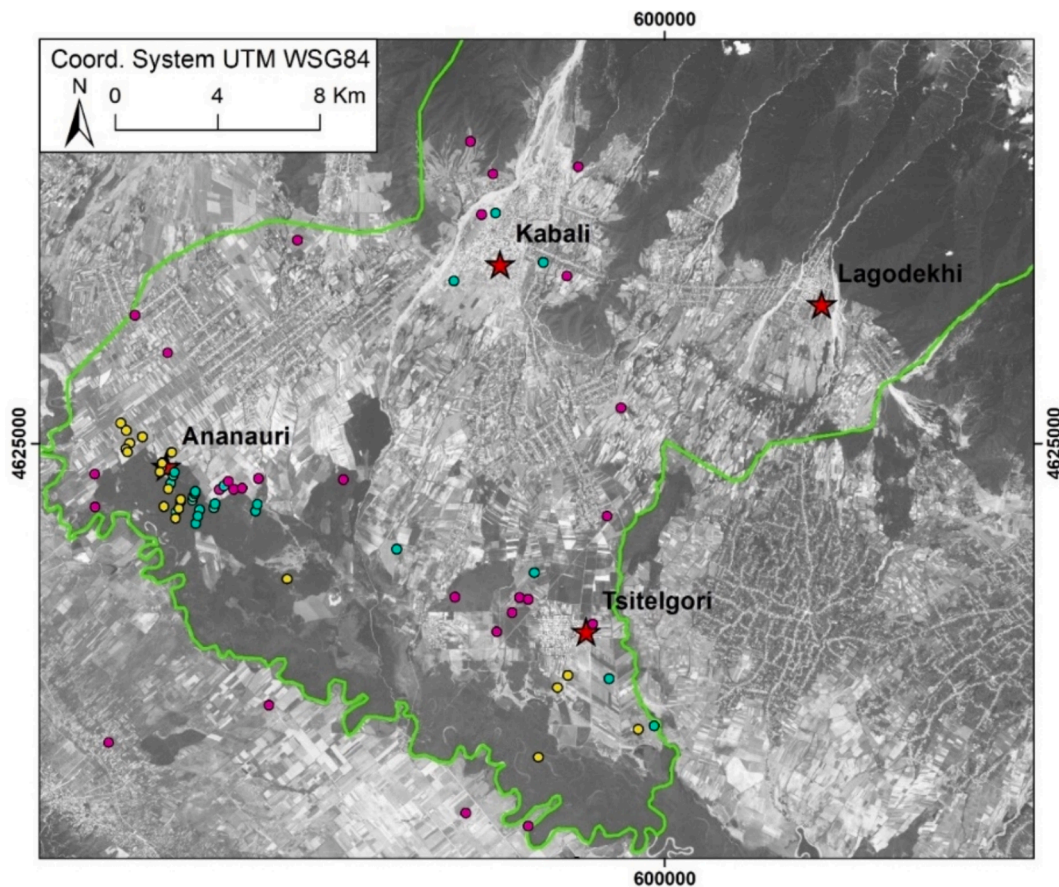 600000
Coord. System UTM WSG84
N
0 4 8 Km
Kabali
Lagodekhi
4625000
Ananauri
4625000
Tsitelgori
600000